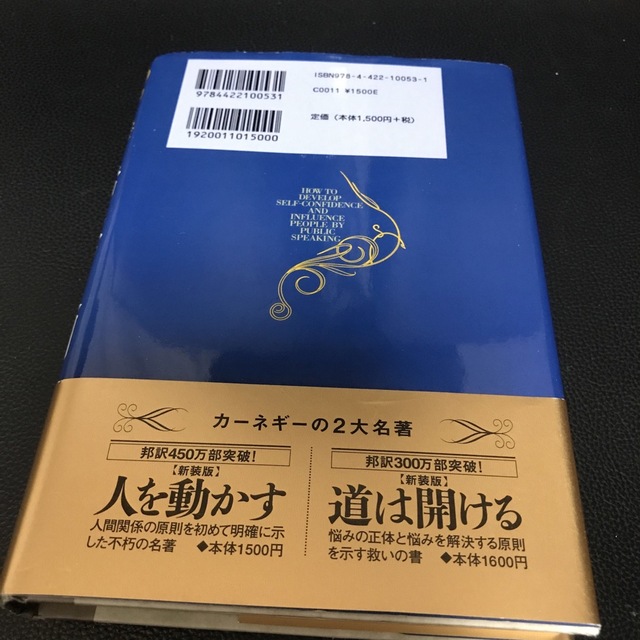 ISBN978-4-422-10053-1
9784422100531
C0011 ¥1500E
1920011015000
定価（本体1,500円+税）
HOW TO
DEVELOP
SELF-CONFIDENCE
AND
INFLUENCE
PEOPLE BY
PUBLIC
SPEAKING
カーネギーの2大名著
邦訳450万部突破!
【新装版】
人を動かす
人間関係の原則を初めて明確に示
した不朽の名著 ◆本体1500円
邦訳300万部突破!
【新装版】
道は開ける
悩みの正体と悩みを解決する原則
を示す救いの書 ◆本体1600円